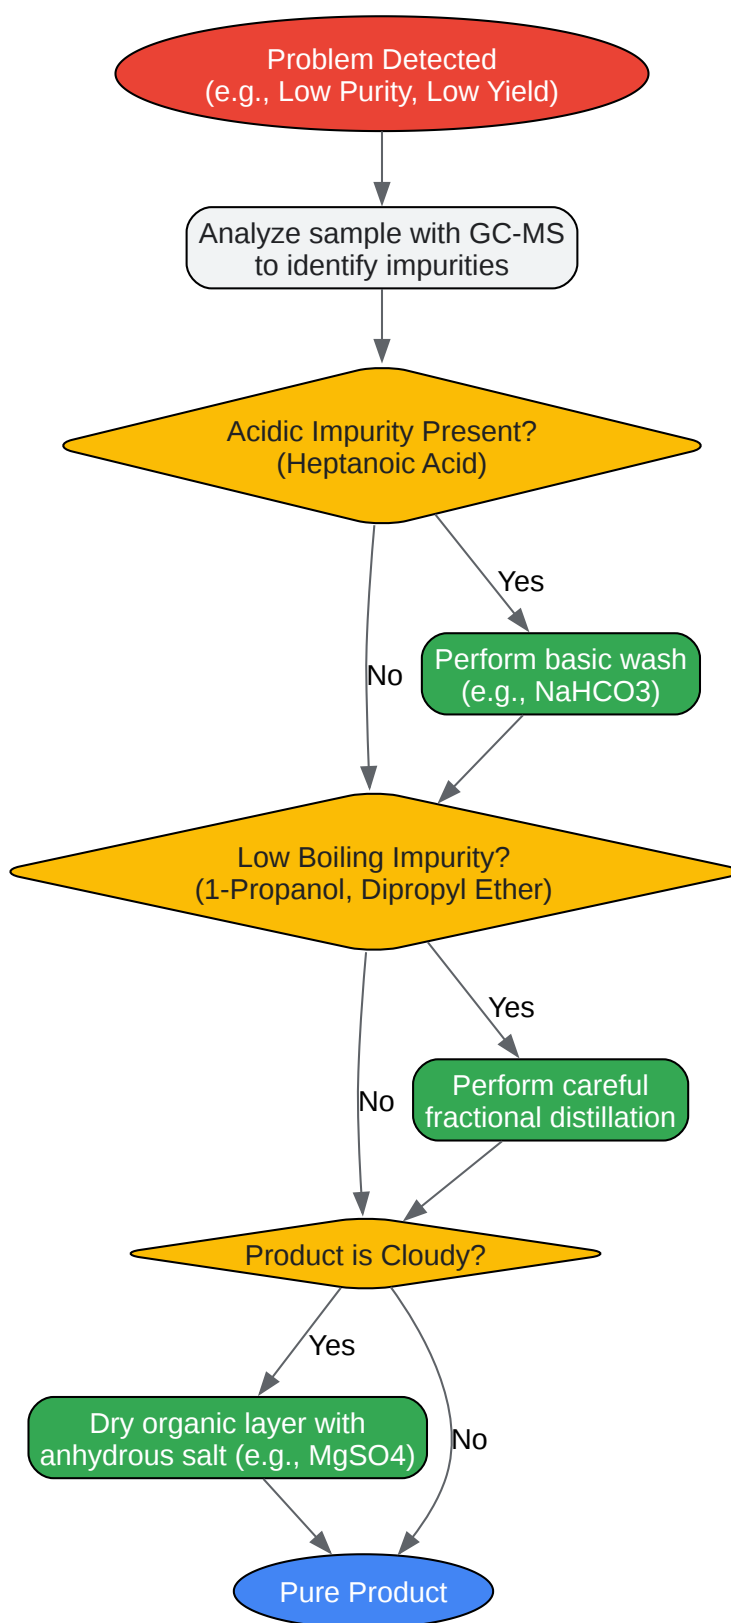 Problem Detected
(e.g., Low Purity, Low Yield)
Analyze sample with GC-MS
to identify impurities
Acidic Impurity Present?
(Heptanoic Acid)
Yes
Perform basic wash
(e.g., NaHCO3)
No
Low Boiling Impurity?
(1-Propanol, Dipropyl Ether)
Yes
Perform careful
fractional distillation
No
Product is Cloudy?
Yes
Dry organic layer with
anhydrous salt (e.g., MgSO4)
No
Pure Product